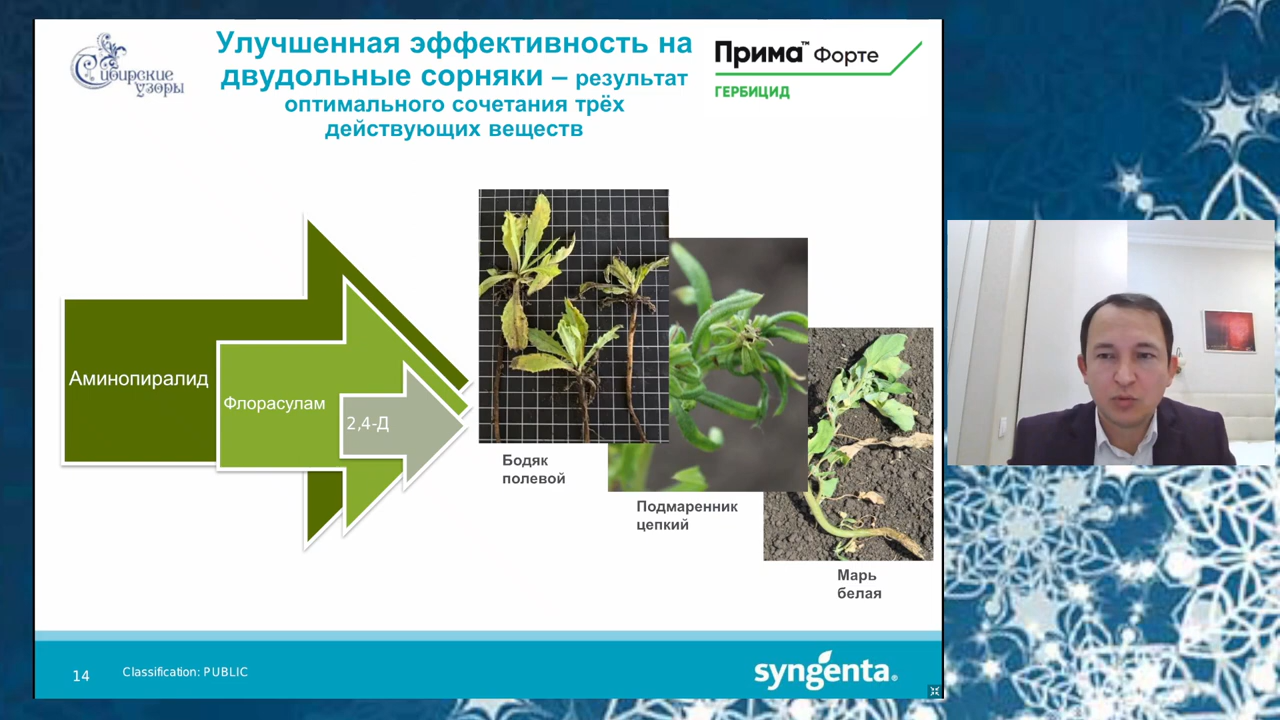 Сибирские
узоры
Улучшенная эффективность на
двудольные сорняки – результат
оптимального сочетания трёх
действующих веществ
Прима™ Форте
ГЕРБИЦИД
Аминопиралид
Флорасулам
2,4-Д
Бодяк
полевой
Подмаренник
цепкий
Марь
белая
14
Classification: PUBLIC
syngenta®